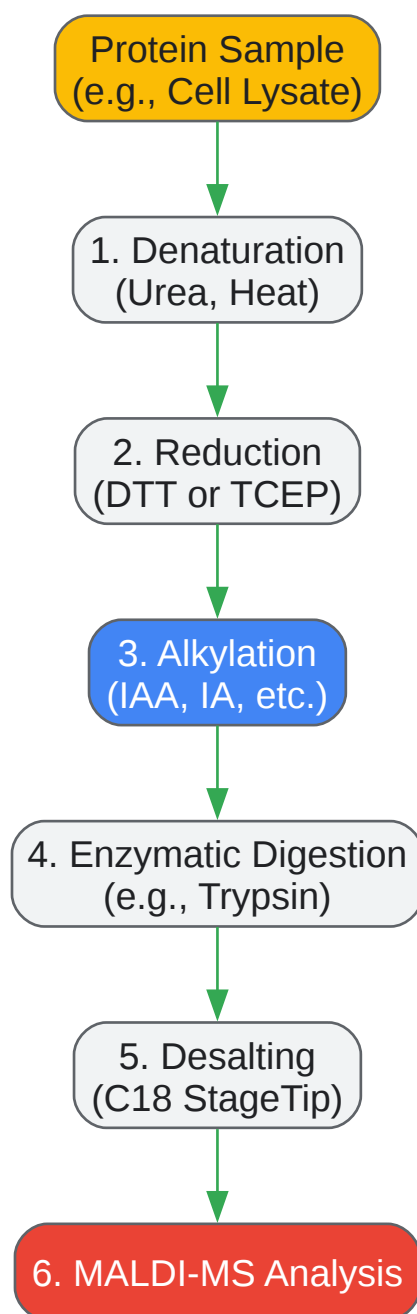 Protein Sample
(e.g., Cell Lysate)
1. Denaturation
(Urea, Heat)
2. Reduction
(DTT or TCEP)
3. Alkylation
(IAA, IA, etc.)
4. Enzymatic Digestion
(e.g., Trypsin)
5. Desalting
(C18 StageTip)
6. MALDI-MS Analysis